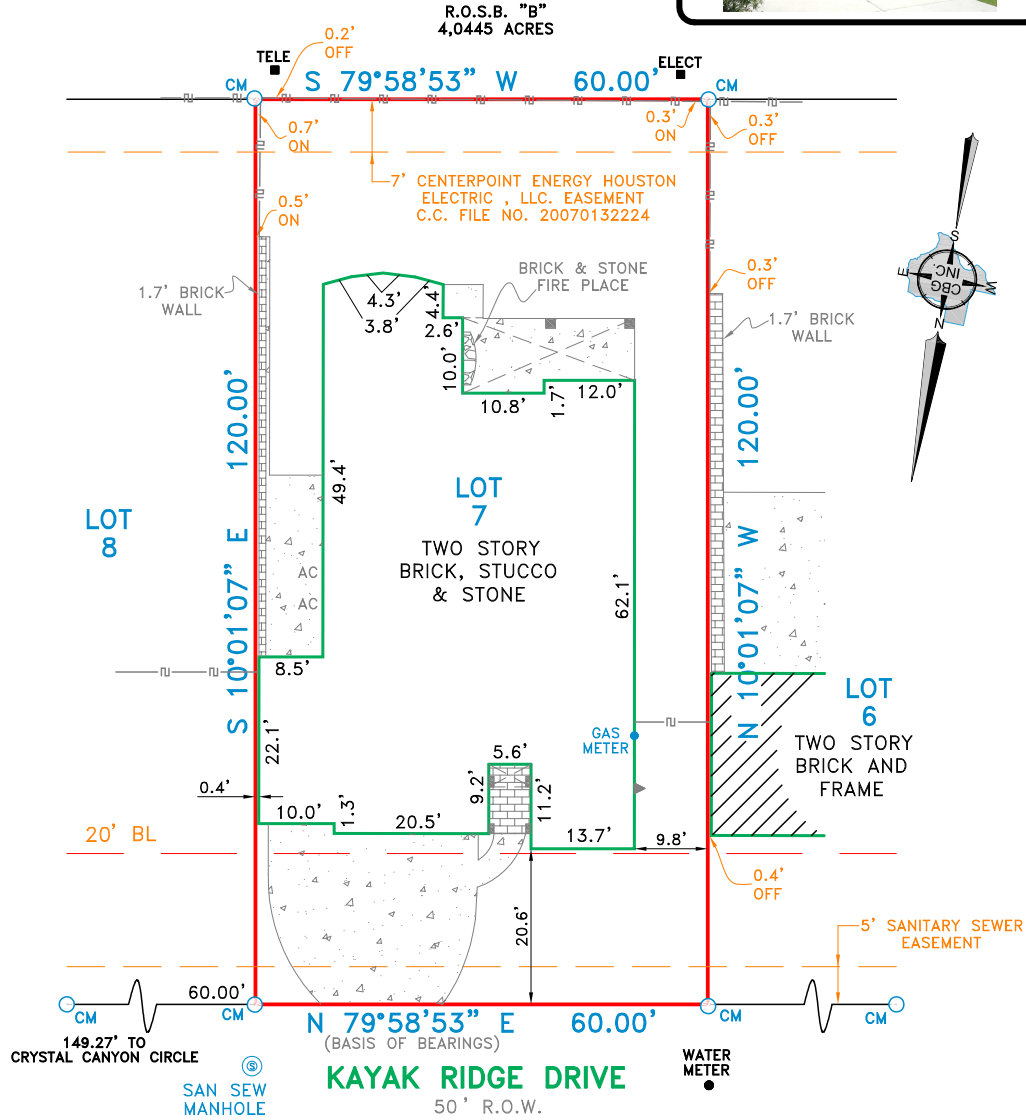 R.O.S.B. "B"
4,0445 ACRES
0.2'
OFF
TELE
ELECT
CM
S 79°58'53" W 60.00'
CM
0.7'
ON
0.3'
ON
0.3'
OFF
7' CENTERPOINT ENERGY HOUSTON
ELECTRIC , LLC. EASEMENT
C.C. FILE NO. 20070132224
0.5'
ON
S
E
W
N
CBG
INC.
1.7' BRICK
WALL
4.3'
3.8'
4.4'
2.6'
BRICK & STONE
FIRE PLACE
0.3'
OFF
1.7' BRICK
WALL
10.0'
10.8'
1.7'
12.0'
S 10°01'07" E 120.00'
N 10°01'07" W 120.00'
49.4'
LOT
7
TWO STORY
BRICK, STUCCO
& STONE
LOT
8
AC
AC
62.1'
8.5'
22.1'
0.4'
LOT
6
TWO STORY
BRICK AND
FRAME
GAS
METER
5.6'
9.2'
11.2'
10.0'
1.3'
20.5'
13.7'
9.8'
20' BL
0.4'
OFF
20.6'
5' SANITARY SEWER
EASEMENT
60.00'
CM
CM
CM
CM
149.27' TO
CRYSTAL CANYON CIRCLE
N 79°58'53" E 60.00'
(BASIS OF BEARINGS)
S
SAN SEW
MANHOLE
KAYAK RIDGE DRIVE
50' R.O.W.
WATER
METER